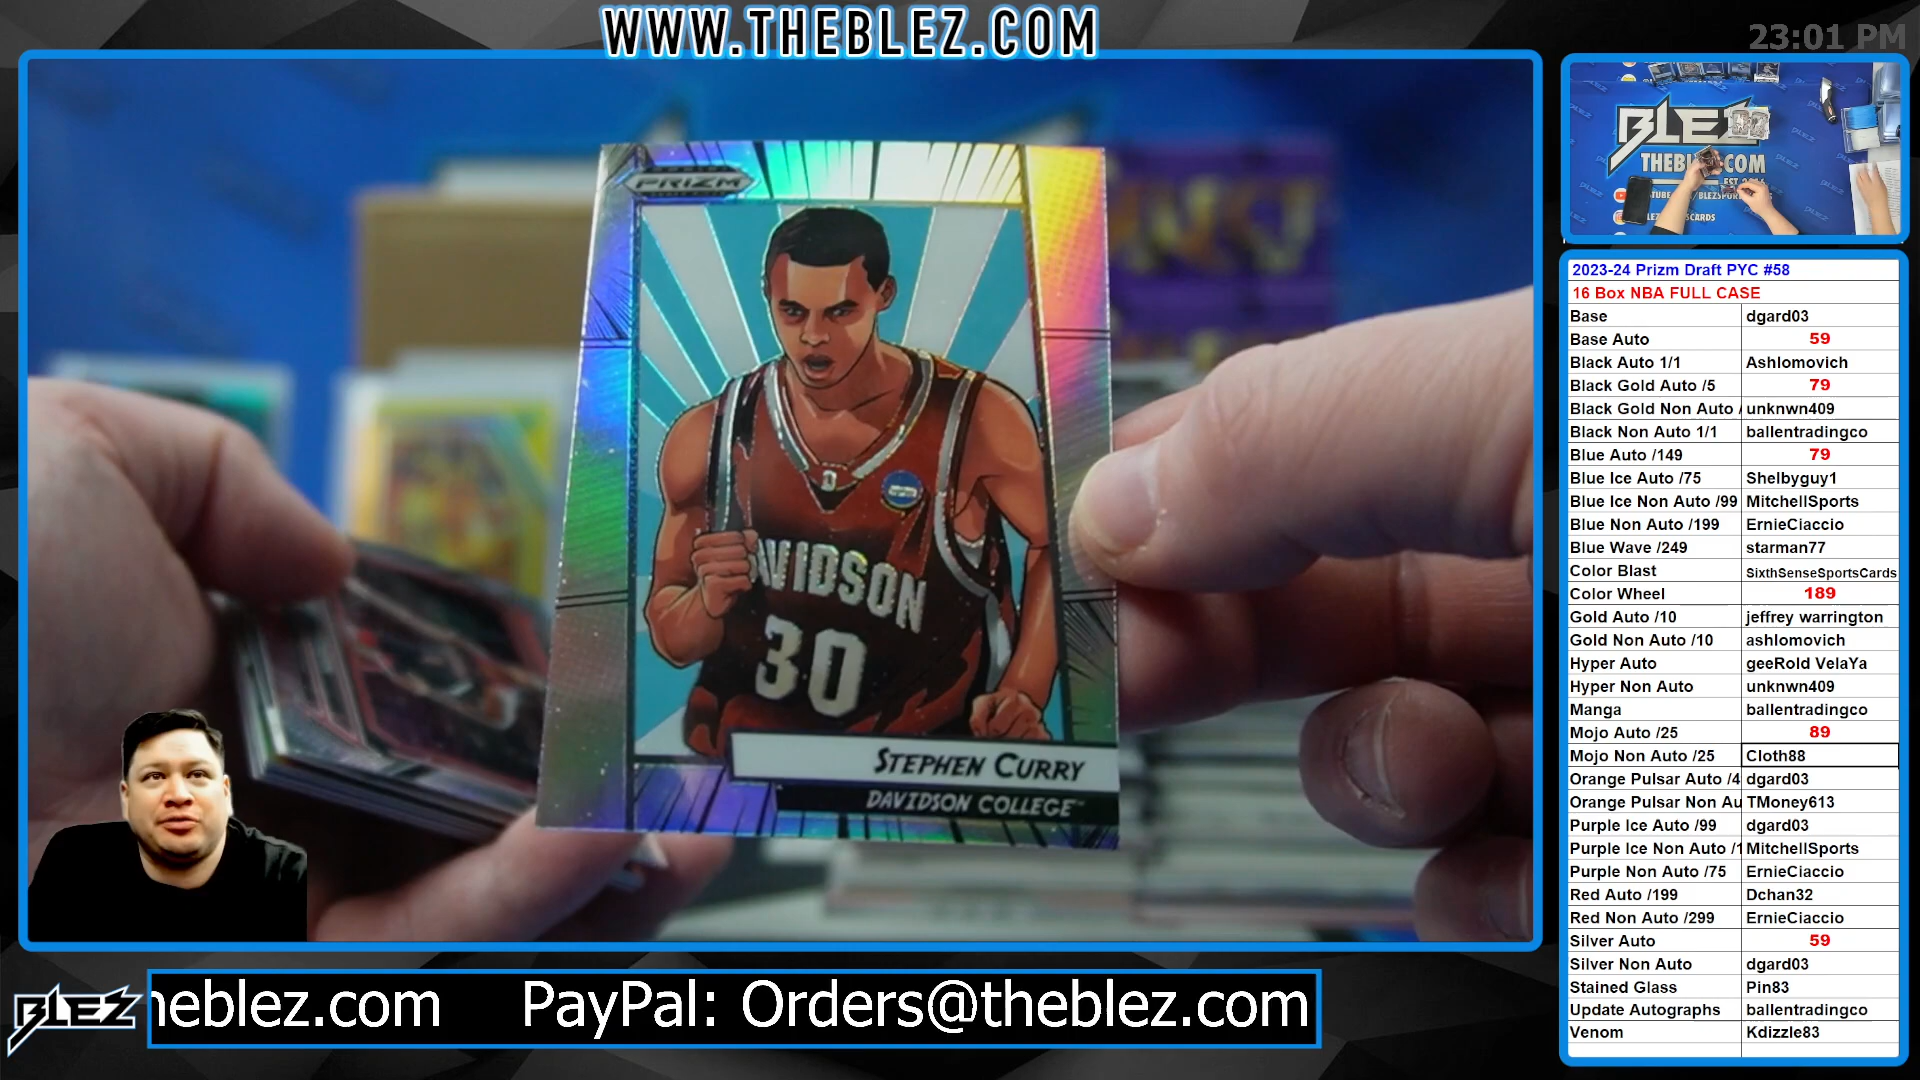 WWW.THEBLEZ.COM
23:01 PM
PRIZM
DAVIDSON
30
STEPHEN CURRY
DAVIDSON COLLEGE
BLEZ
2023-24 Prizm Draft PYC #58
16 Box NBA FULL CASE
Base dgard03
Base Auto 59
Black Auto 1/1 Ashlomovich
Black Gold Auto /5 79
Black Gold Non Auto / unknwn409
Black Non Auto 1/1 ballentradingco
Blue Auto /149 79
Blue Ice Auto /75 Shelbyguy1
Blue Ice Non Auto /99 MitchellSports
Blue Non Auto /199 ErnieCiaccio
Blue Wave /249 starman77
Color Blast SixthSenseSportsCards
Color Wheel 189
Gold Auto /10 jeffrey warrington
Gold Non Auto /10 ashlomovich
Hyper Auto geeRold VelaYa
Hyper Non Auto unknwn409
Manga ballentradingco
Mojo Auto /25 89
Mojo Non Auto /25 Cloth88
Orange Pulsar Auto /4 dgard03
Orange Pulsar Non Au TMoney613
Purple Ice Auto /99 dgard03
Purple Ice Non Auto /1 MitchellSports
Purple Non Auto /75 ErnieCiaccio
Red Auto /199 Dchan32
Red Non Auto /299 ErnieCiaccio
Silver Auto 59
Silver Non Auto dgard03
Stained Glass Pin83
Update Autographs ballentradingco
Venom Kdizzle83
BLEZ
heblez.com PayPal: Orders@theblez.com